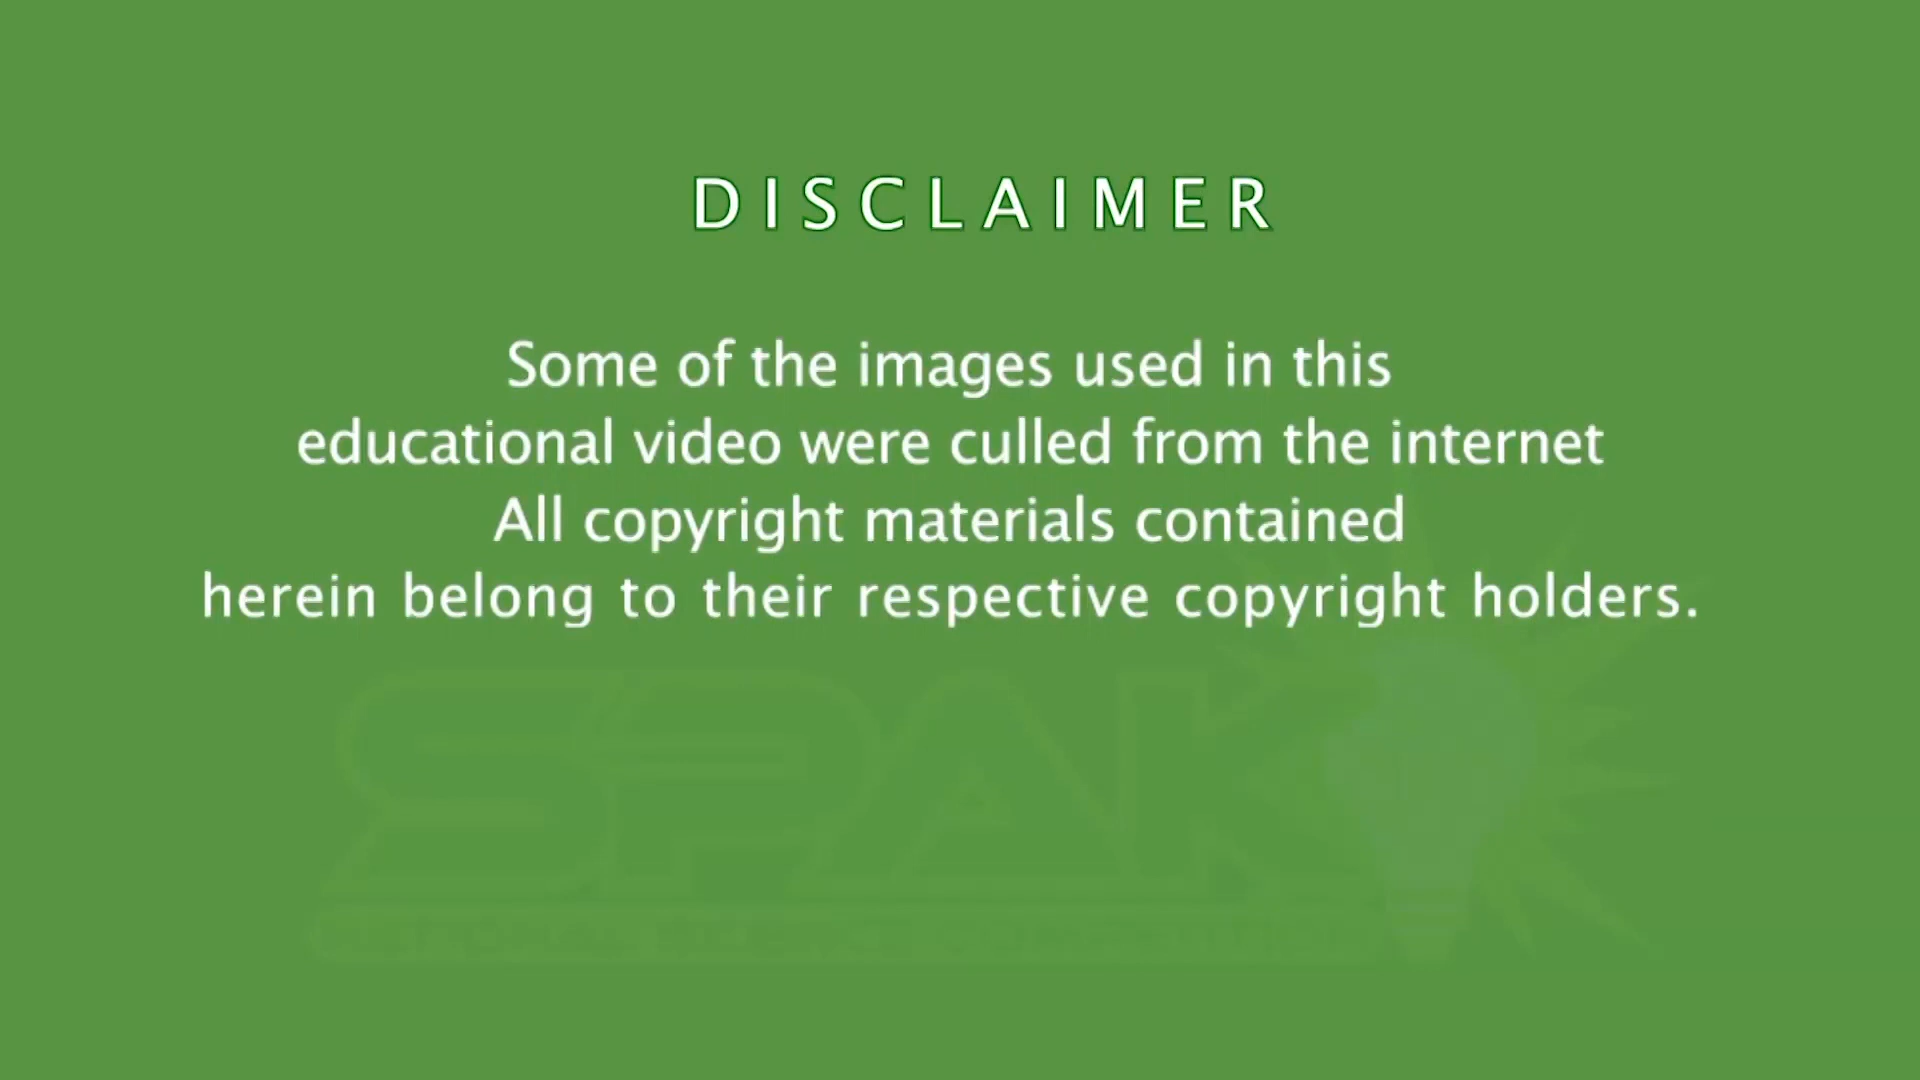 DISCLAIMER
Some of the images used in this
educational video were culled from the internet
All copyright materials contained
herein belong to their respective copyright holders.
SPAK